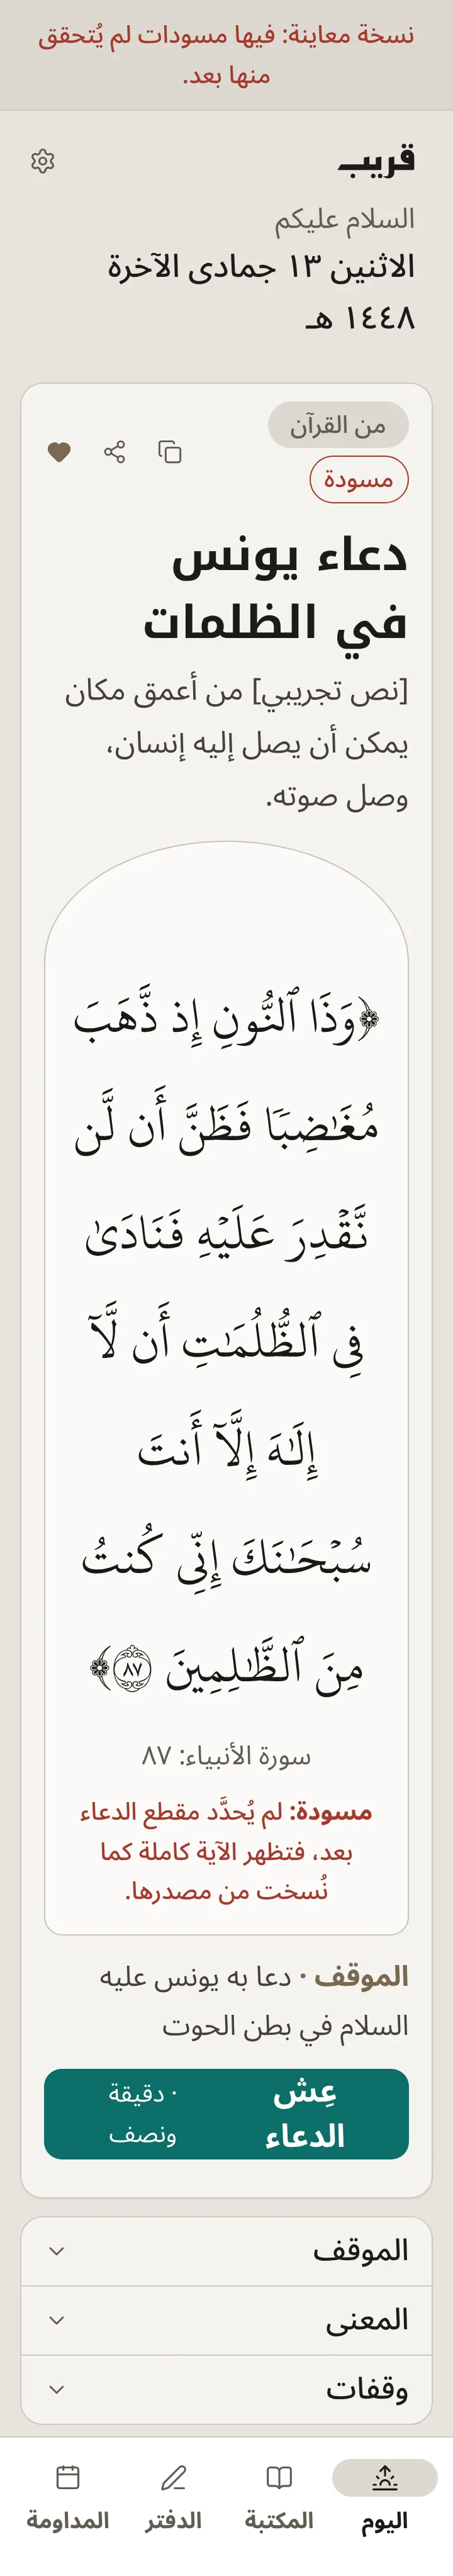 نسخة معاينة: فيها مسودات لم يُتحقق
منها بعد.
قريب
السلام عليكم
الاثنين ١٣ جمادى الآخرة
١٤٤٨ هـ
من القرآن
مسودة
دعاء يونس
في الظلمات
[نص تجريبي] من أعمق مكان
يمكن أن يصل إليه إنسان،
وصل صوته.
﴿وَذَا ٱلنُّونِ إِذ ذَّهَبَ
مُغَـٰضِبٗا فَظَنَّ أَن لَّن
نَّقۡدِرَ عَلَيۡهِ فَنَادَىٰ
فِي ٱلظُّلُمَٰتِ أَن لَّآ
إِلَٰهَ إِلَّآ أَنتَ
سُبۡحَٰنَكَ إِنِّي كُنتُ
مِنَ ٱلظَّٰلِمِينَ ٨٧﴾
سورة الأنبياء: ٨٧
مسودة: لم يُحدَّد مقطع الدعاء
بعد، فتظهر الآية كاملة كما
نُسخت من مصدرها.
الموقف · دعا به يونس عليه
السلام في بطن الحوت
عِش
الدعاء
· دقيقة
ونصف
الموقف
المعنى
وقفات
اليوم
المكتبة
الدفتر
المداومة